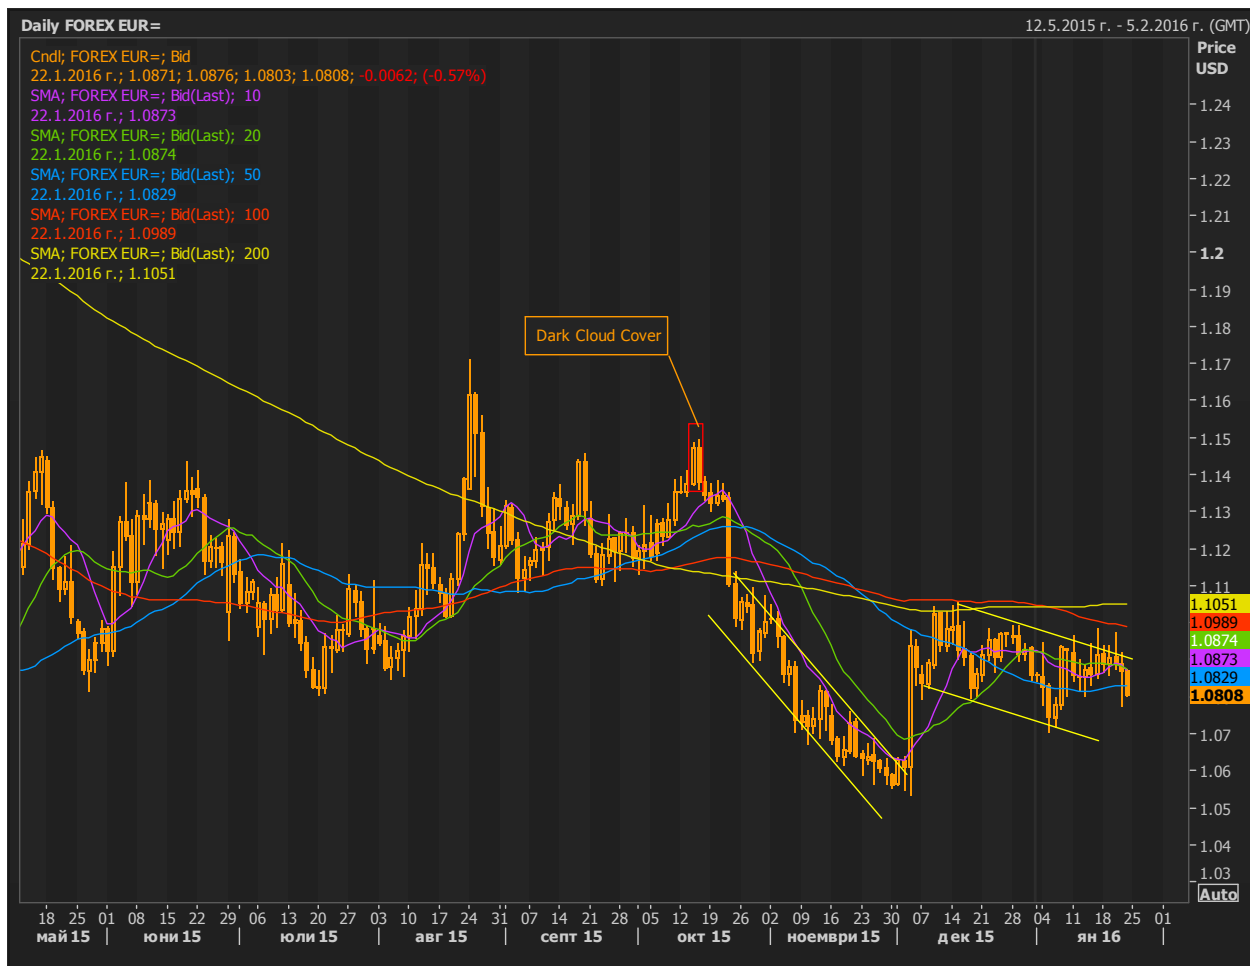 Daily FOREX EUR=
12.5.2015 г. - 5.2.2016 г. (GMT)
Price
USD
Cndl; FOREX EUR=; Bid
22.1.2016 г.; 1.0871; 1.0876; 1.0803; 1.0808; -0.0062; (-0.57%)
SMA; FOREX EUR=; Bid(Last); 10
22.1.2016 г.; 1.0873
SMA; FOREX EUR=; Bid(Last); 20
22.1.2016 г.; 1.0874
SMA; FOREX EUR=; Bid(Last); 50
22.1.2016 г.; 1.0829
SMA; FOREX EUR=; Bid(Last); 100
22.1.2016 г.; 1.0989
SMA; FOREX EUR=; Bid(Last); 200
22.1.2016 г.; 1.1051
Dark Cloud Cover
1.24
1.23
1.22
1.21
1.2
1.19
1.18
1.17
1.16
1.15
1.14
1.13
1.12
1.11
1.1051
1.0989
1.0874
1.0873
1.0829
1.0808
1.07
1.06
1.05
1.04
1.03
Auto
18 25 01 08 15 22 29 06 13 20 27 03 10 17 24 31 07 14 21 28 05 12 19 26 02 09 16 23 30 07 14 21 28 04 11 18 25 01
май 15 юни 15 юли 15 авг 15 септ 15 окт 15 ноември 15 дек 15 ян 16